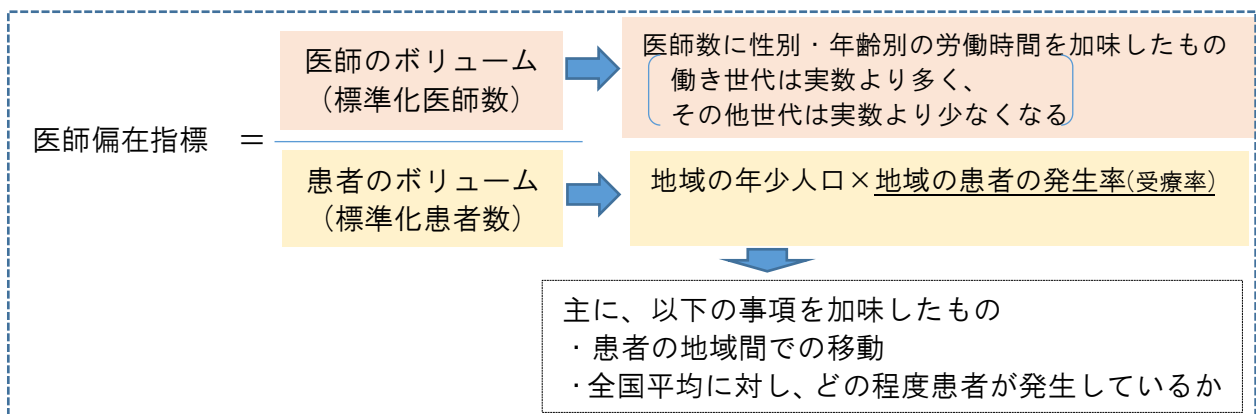 医師のボリューム
（標準化医師数）
医師数に性別・年齢別の労働時間を加味したもの
働き世代は実数より多く、
その他世代は実数より少なくなる
医師偏在指標 ＝
患者のボリューム
（標準化患者数）
地域の年少人口×地域の患者の発生率(受療率)
主に、以下の事項を加味したもの
・患者の地域間での移動
・全国平均に対し、どの程度患者が発生しているか